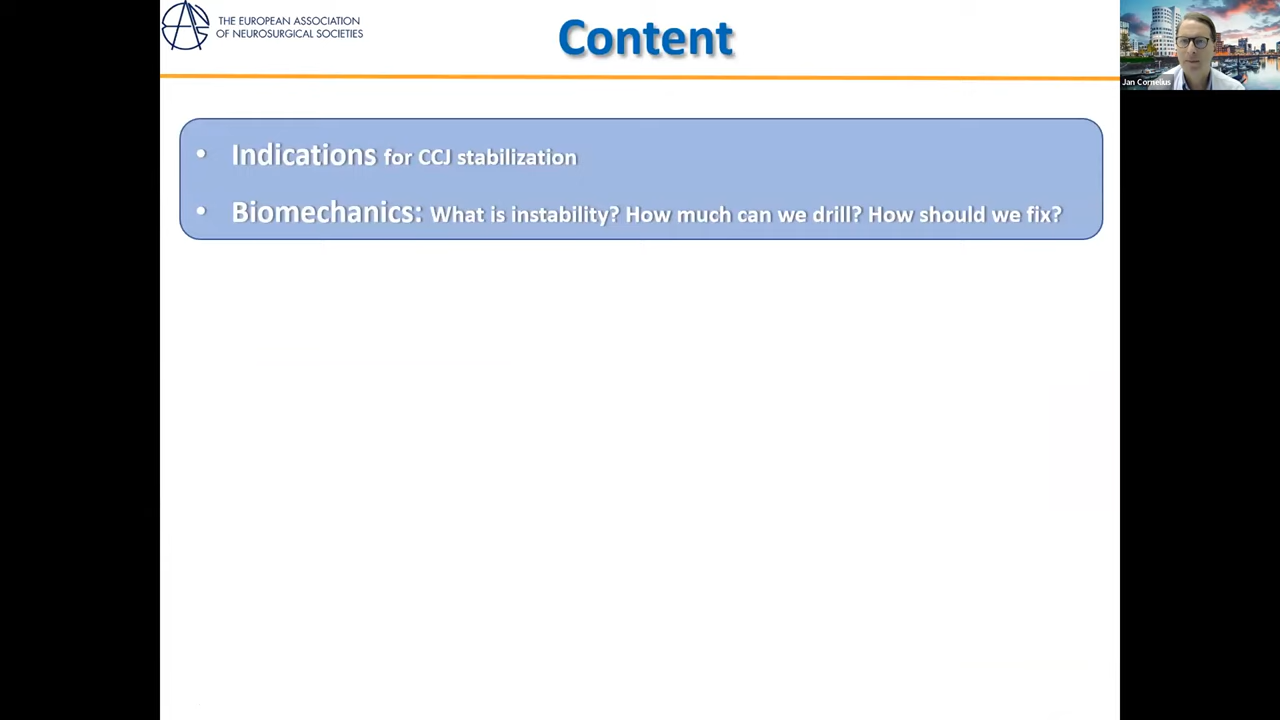 THE EUROPEAN ASSOCIATION
OF NEUROSURGICAL SOCIETIES
Content
Jan Cornelius
• Indications for CCJ stabilization
• Biomechanics: What is instability? How much can we drill? How should we fix?